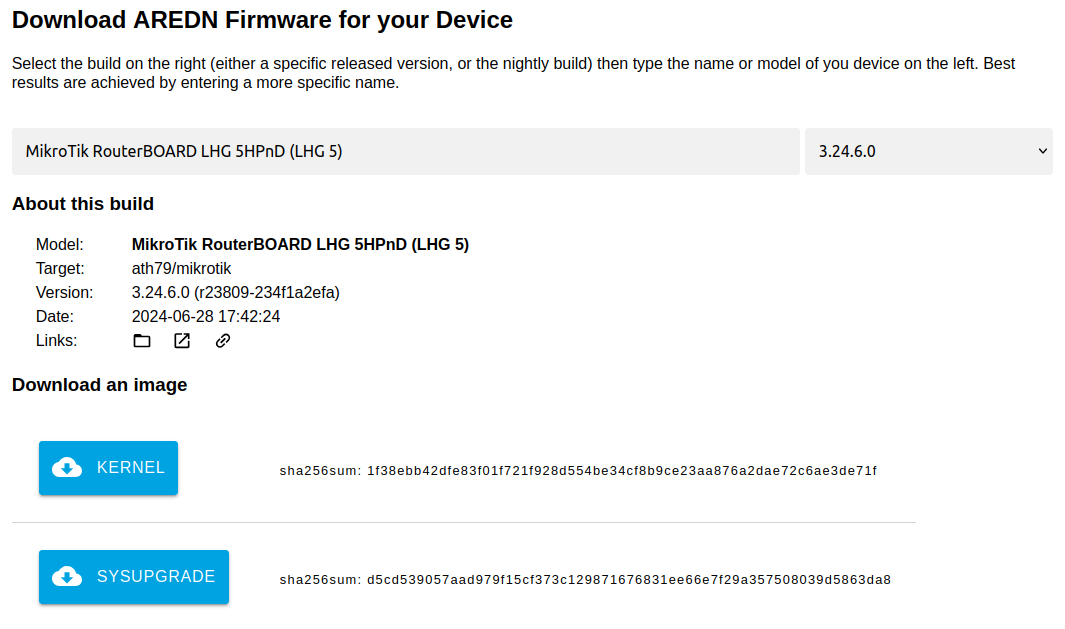 Download AREDN Firmware for your Device
Select the build on the right (either a specific released version, or the nightly build) then type the name or model of you device on the left. Best
results are achieved by entering a more specific name.
MikroTik RouterBOARD LHG 5HPnD (LHG 5) 3.24.6.0
About this build
Model: MikroTik RouterBOARD LHG 5HPnD (LHG 5)
Target: ath79/mikrotik
Version: 3.24.6.0 (r23809-234f1a2efa)
Date: 2024-06-28 17:42:24
Links:
Download an image
KERNEL sha256sum: 1f38ebb42dfe83f01f721f928d554be34cf8b9ce23aa876a2dae72c6ae3de71f
SYSUPGRADE sha256sum: d5cd539057aad979f15cf373c129871676831ee66e7f29a357508039d5863da8